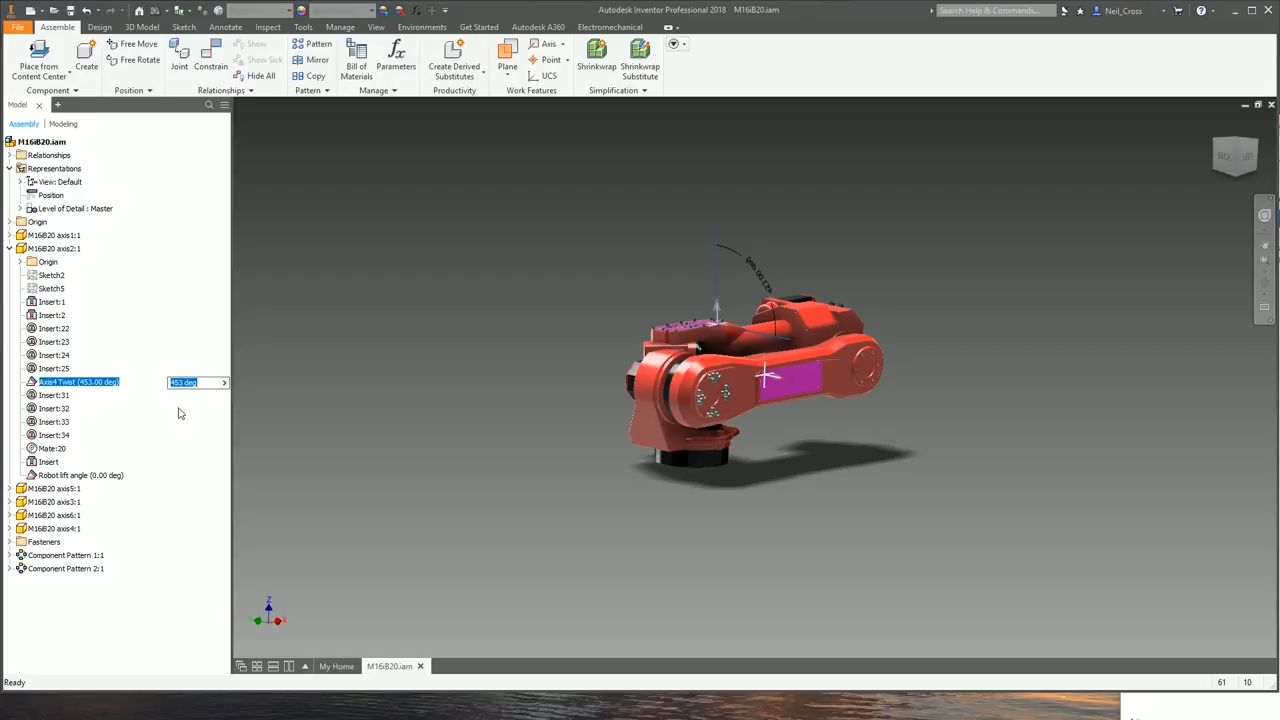 Autodesk Inventor Professional 2018 M16iB20.iam
Search Help & Commands...
Neil_Cross
File Assemble Design 3D Model Sketch Annotate Inspect Tools Manage View Environments Get Started Autodesk A360 Electromechanical
Place from Content Center
Create
Free Move
Free Rotate
Joint
Constrain
Show
Show Sick
Hide All
Pattern
Mirror
Copy
Bill of Materials
Parameters
Create Derived Substitutes
Plane
Axis
Point
UCS
Shrinkwrap
Shrinkwrap Substitute
Component Position Relationships Pattern Manage Productivity Work Features Simplification
Model
Assembly Modeling
M16iB20.iam
Relationships
Representations
View: Default
Position
Level of Detail : Master
Origin
M16iB20 axis1:1
M16iB20 axis2:1
Origin
Sketch2
Sketch5
Insert:1
Insert:2
Insert:22
Insert:23
Insert:24
Insert:25
Axis4 Twist (453.00 deg)
453 deg
Insert:31
Insert:32
Insert:33
Insert:34
Mate:20
Insert
Robot lift angle (0.00 deg)
M16iB20 axis5:1
M16iB20 axis3:1
M16iB20 axis6:1
M16iB20 axis4:1
Fasteners
Component Pattern 1:1
Component Pattern 2:1
453.00 deg
BACK LEFT
Z
X
My Home
M16iB20.iam
Ready
61 10